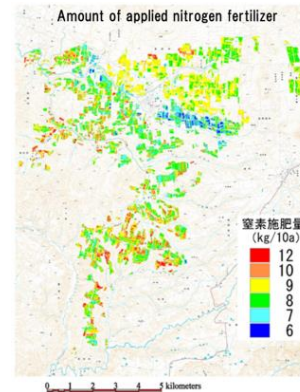 Amount of applied nitrogen fertilizer
窒素施肥量
(kg/10a)
12
10
9
8
7
6
0 1 2 3 4 5 kilometers